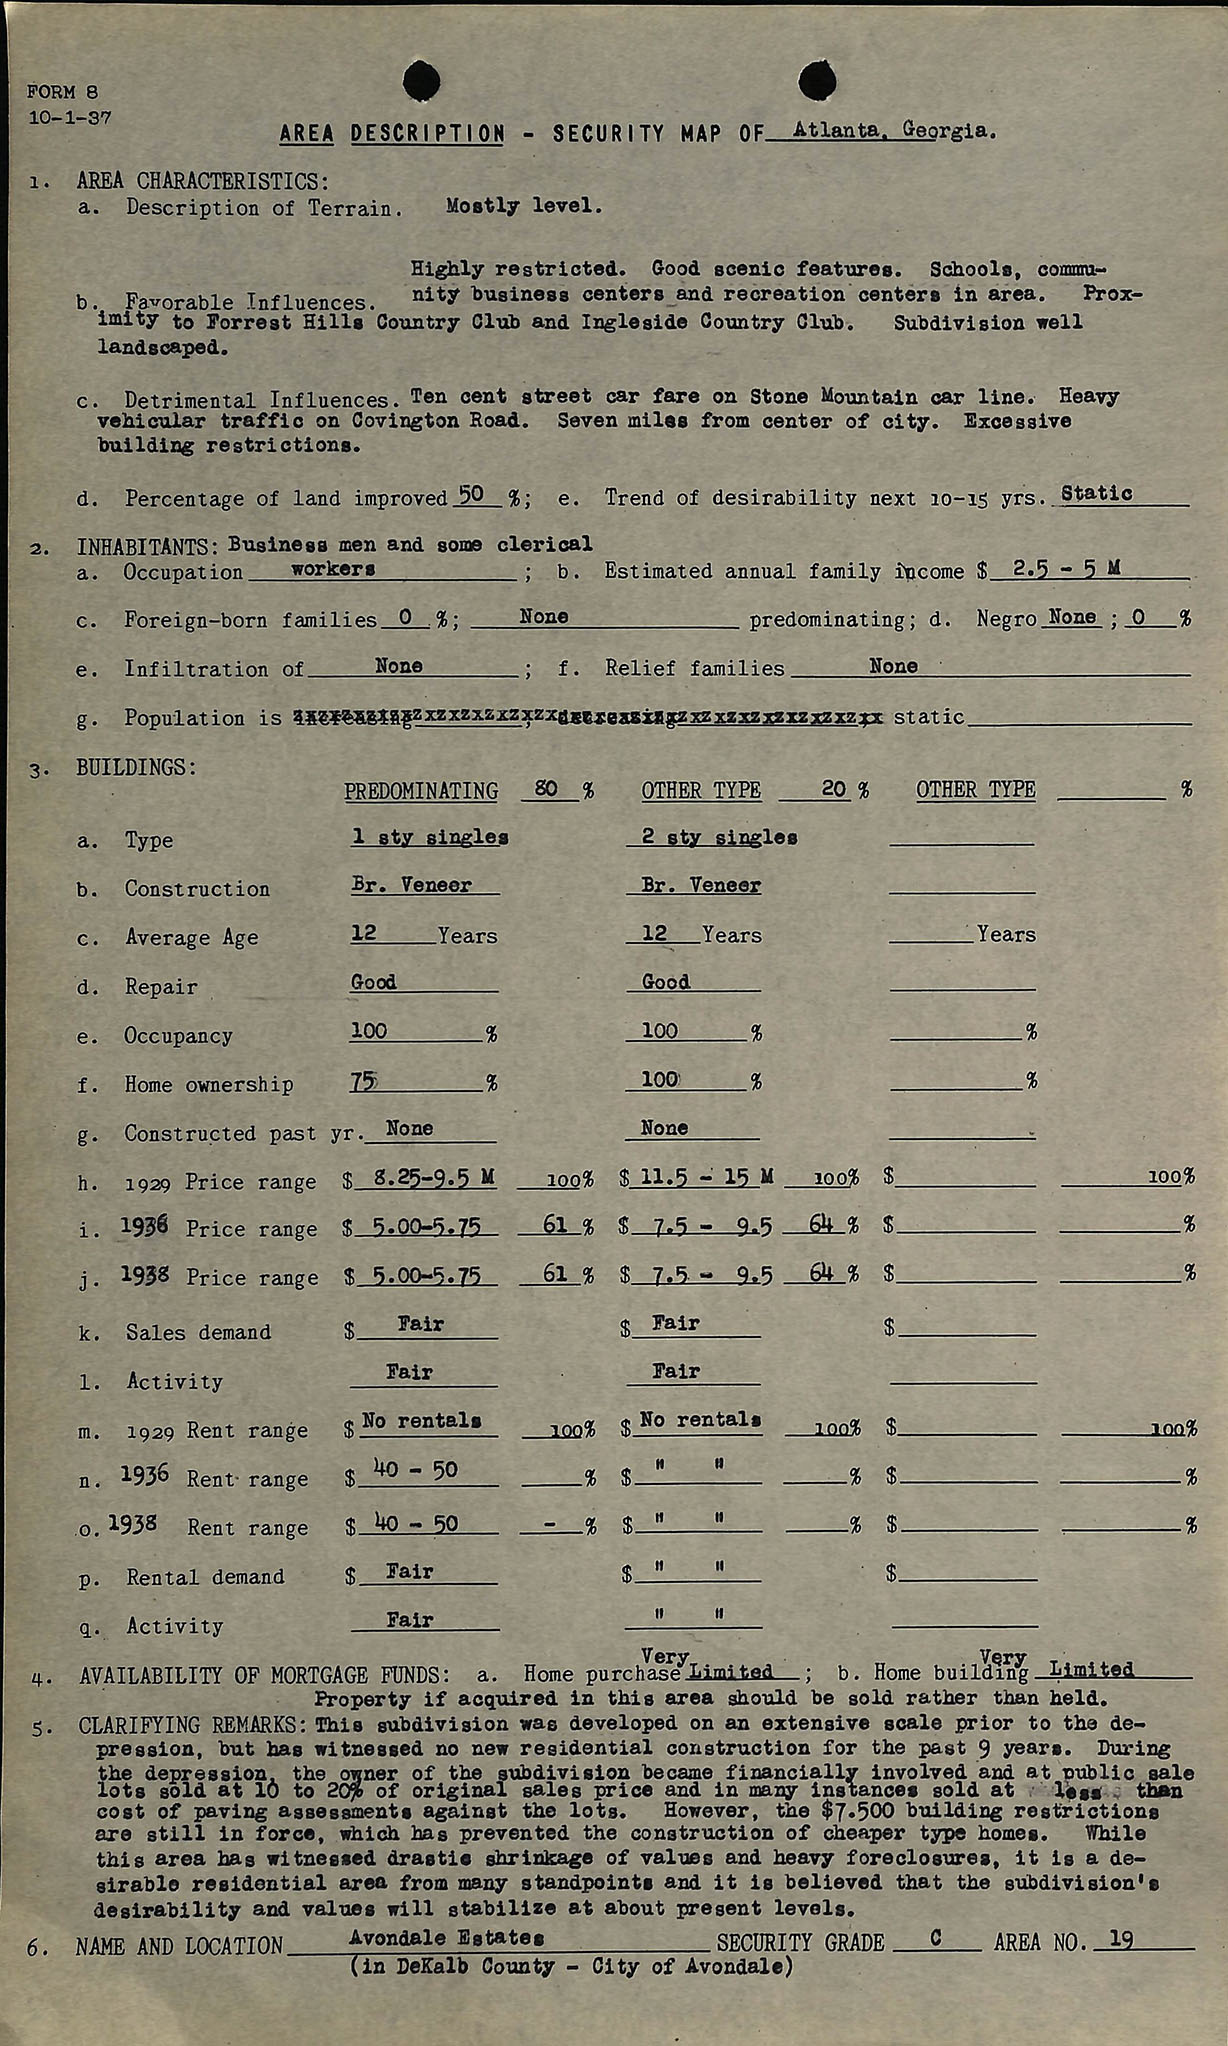 FORM 8
10-1-37
AREA DESCRIPTION - SECURITY MAP OF Atlanta, Georgia.
1. AREA CHARACTERISTICS:
a. Description of Terrain. Mostly level.
Highly restricted. Good scenic features. Schools, commu-
b. Favorable Influences. nity business centers and recreation centers in area. Prox-
imity to Forrest Hills Country Club and Ingleside Country Club. Subdivision well
landscaped.
c. Detrimental Influences. Ten cent street car fare on Stone Mountain car line. Heavy
vehicular traffic on Covington Road. Seven miles from center of city. Excessive
building restrictions.
d. Percentage of land improved 50 %; e. Trend of desirability next 10-15 yrs. Static
2. INHABITANTS: Business men and some clerical
a. Occupation workers ; b. Estimated annual family income $ 2.5 - 5 M
c. Foreign-born families 0 %; None predominating; d. Negro None ; 0 %
e. Infiltration of None ; f. Relief families None
g. Population is static
3. BUILDINGS:
PREDOMINATING 80 % OTHER TYPE 20 % OTHER TYPE %
a. Type 1 sty singles 2 sty singles
b. Construction Br. Veneer Br. Veneer
c. Average Age 12 Years 12 Years Years
d. Repair Good Good
e. Occupancy 100 % 100 % %
f. Home ownership 75 % 100 % %
g. Constructed past yr. None None
h. 1929 Price range $ 8.25-9.5 M 100% $ 11.5 - 15 M 100% $ 100%
i. 1936 Price range $ 5.00-5.75 61 % $ 7.5 - 9.5 64 % $ %
j. 1938 Price range $ 5.00-5.75 61 % $ 7.5 - 9.5 64 % $ %
k. Sales demand $ Fair $ Fair $
l. Activity Fair Fair
m. 1929 Rent range $ No rentals 100% $ No rentals 100% $ 100%
n. 1936 Rent range $ 40 - 50 % $ " " % $ %
o. 1938 Rent range $ 40 - 50 - % $ " " % $ %
p. Rental demand $ Fair $ " " $
q. Activity Fair " "
Very Very
4. AVAILABILITY OF MORTGAGE FUNDS: a. Home purchase Limited ; b. Home building Limited
Property if acquired in this area should be sold rather than held.
5. CLARIFYING REMARKS: This subdivision was developed on an extensive scale prior to the de-
pression, but has witnessed no new residential construction for the past 9 years. During
the depression, the owner of the subdivision became financially involved and at public sale
lots sold at 10 to 20% of original sales price and in many instances sold at less than
cost of paving assessments against the lots. However, the $7.500 building restrictions
are still in force, which has prevented the construction of cheaper type homes. While
this area has witnessed drastic shrinkage of values and heavy foreclosures, it is a de-
sirable residential area from many standpoints and it is believed that the subdivision's
desirability and values will stabilize at about present levels.
6. NAME AND LOCATION Avondale Estates SECURITY GRADE C AREA NO. 19
(in DeKalb County - City of Avondale)